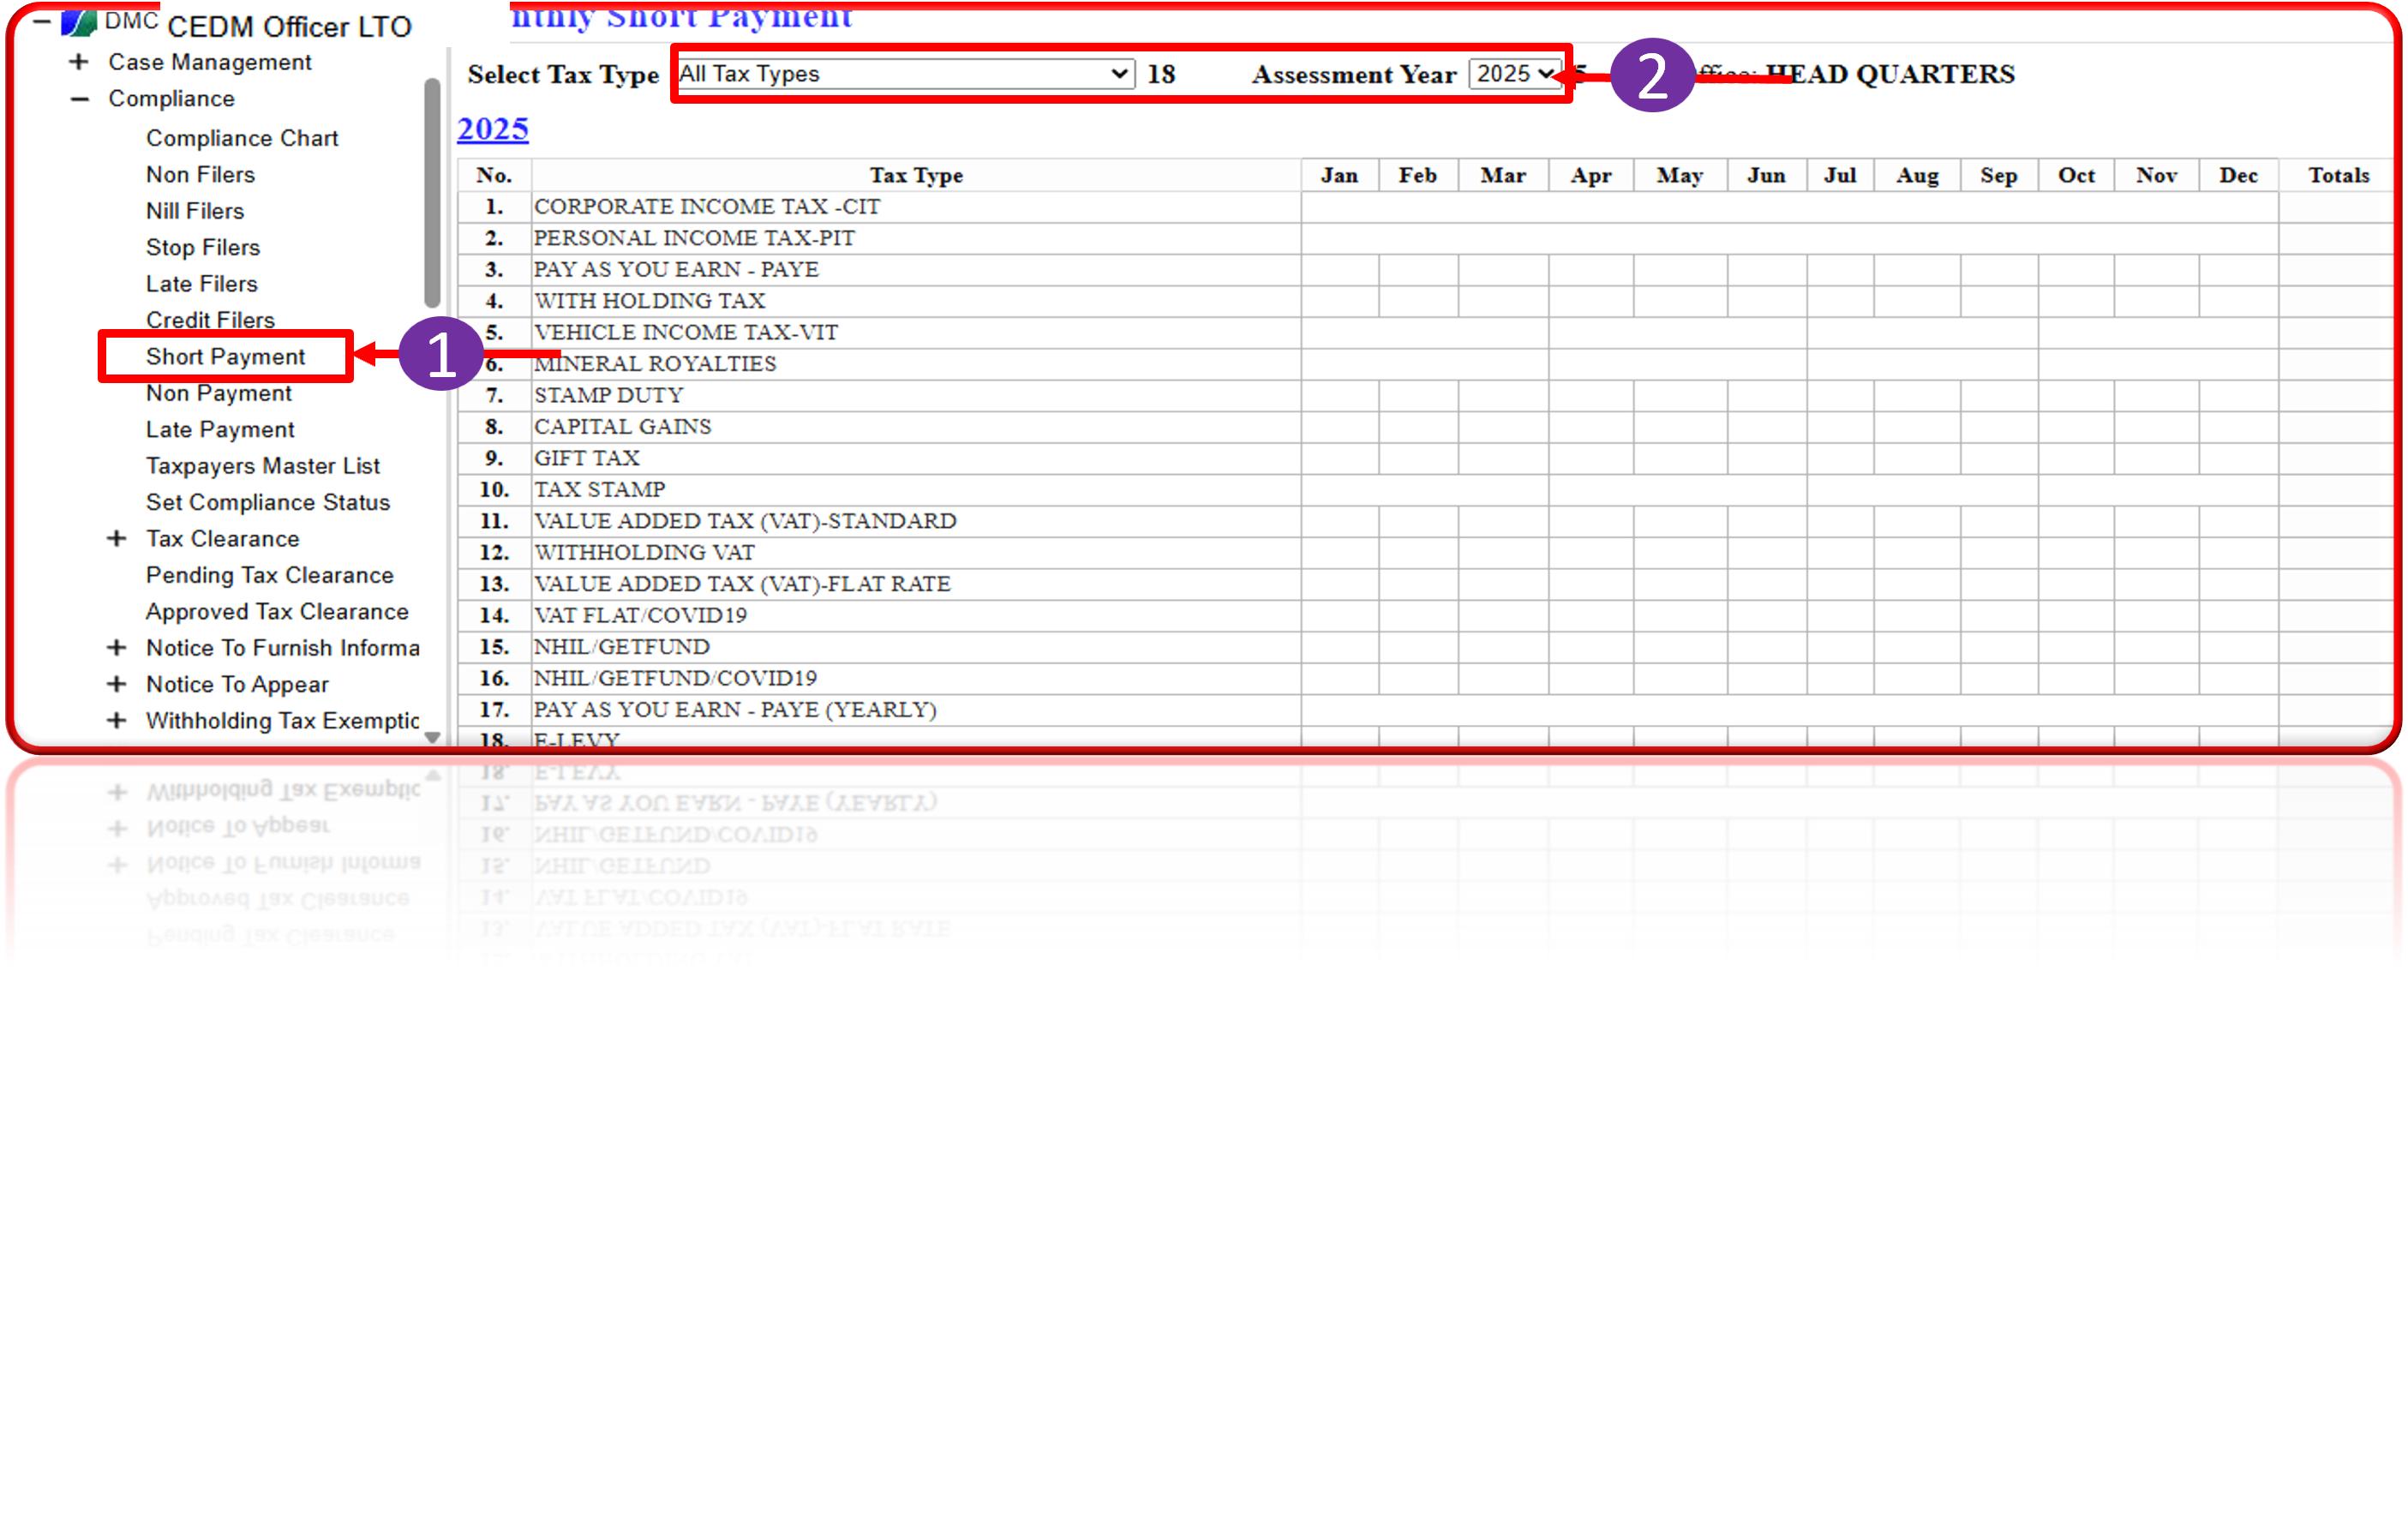 DMC CEDM Officer LTO
Case Management
Compliance
Compliance Chart
Non Filers
Nill Filers
Stop Filers
Late Filers
Credit Filers
Short Payment
Non Payment
Late Payment
Taxpayers Master List
Set Compliance Status
Tax Clearance
Pending Tax Clearance
Approved Tax Clearance
Notice To Furnish Informa
Notice To Appear
Withholding Tax Exemptic
1
nthly Short Payment
Select Tax Type All Tax Types 18 Assessment Year 2025 2 ffice: HEAD QUARTERS
2025
No. Tax Type Jan Feb Mar Apr May Jun Jul Aug Sep Oct Nov Dec Totals
1. CORPORATE INCOME TAX -CIT
2. PERSONAL INCOME TAX-PIT
3. PAY AS YOU EARN - PAYE
4. WITH HOLDING TAX
5. VEHICLE INCOME TAX-VIT
6. MINERAL ROYALTIES
7. STAMP DUTY
8. CAPITAL GAINS
9. GIFT TAX
10. TAX STAMP
11. VALUE ADDED TAX (VAT)-STANDARD
12. WITHHOLDING VAT
13. VALUE ADDED TAX (VAT)-FLAT RATE
14. VAT FLAT/COVID19
15. NHIL/GETFUND
16. NHIL/GETFUND/COVID19
17. PAY AS YOU EARN - PAYE (YEARLY)
18. E-LEVY